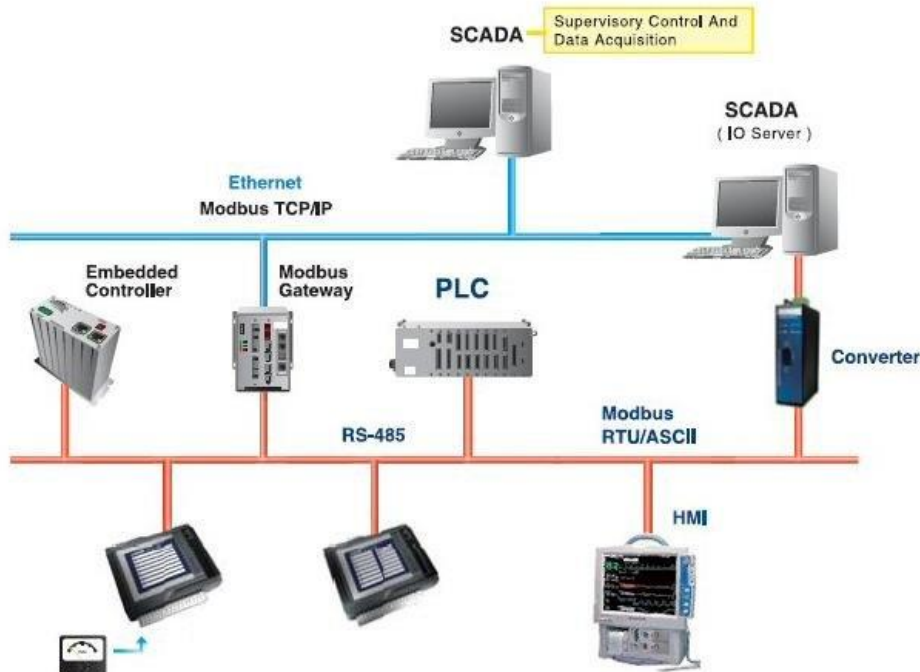 SCADA
Supervisory Control And
Data Acquisition
SCADA
( IO Server )
Ethernet
Modbus TCP/IP
Embedded
Controller
Modbus
Gateway
PLC
Converter
RS-485
Modbus
RTU/ASCII
HMI